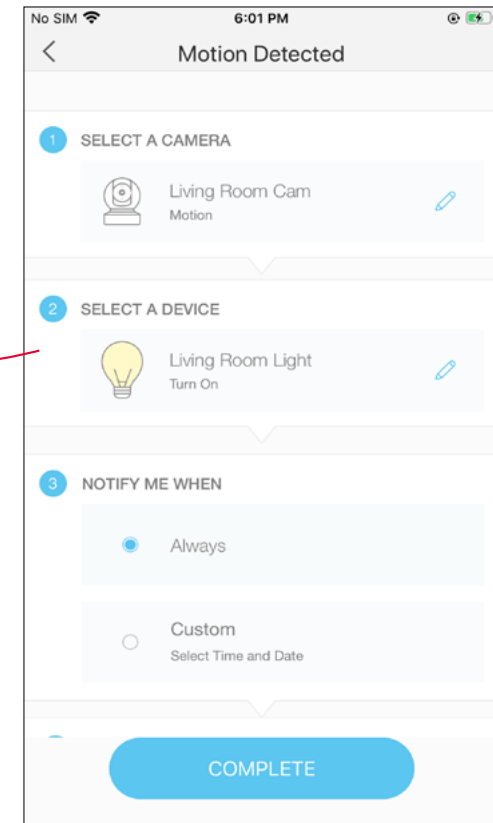 No SIM 6:01 PM
Motion Detected
1 SELECT A CAMERA
Living Room Cam
Motion
2 SELECT A DEVICE
Living Room Light
Turn On
3 NOTIFY ME WHEN
Always
Custom
Select Time and Date
COMPLETE